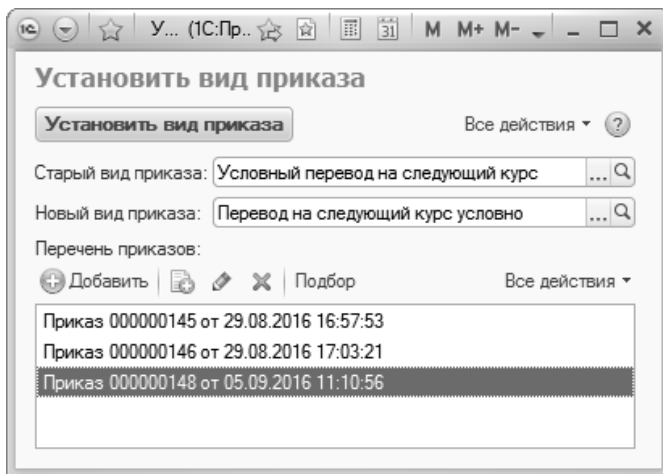 1С У... (1С:Пр... 31 M M+ M-
Установить вид приказа
Установить вид приказа Все действия ?
Старый вид приказа: Условный перевод на следующий курс ...
Новый вид приказа: Перевод на следующий курс условно ...
Перечень приказов:
Добавить Подбор Все действия
Приказ 000000145 от 29.08.2016 16:57:53
Приказ 000000146 от 29.08.2016 17:03:21
Приказ 000000148 от 05.09.2016 11:10:56